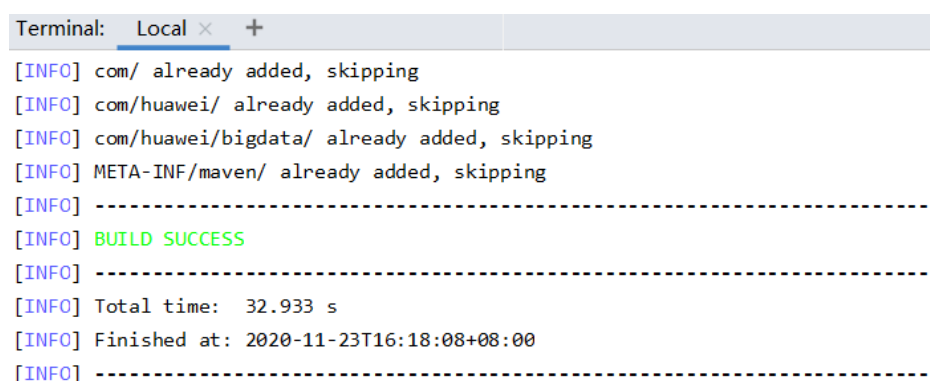 Terminal: Local × +
[INFO] com/ already added, skipping
[INFO] com/huawei/ already added, skipping
[INFO] com/huawei/bigdata/ already added, skipping
[INFO] META-INF/maven/ already added, skipping
[INFO] ------------------------------------------------------------------------
[INFO] BUILD SUCCESS
[INFO] ------------------------------------------------------------------------
[INFO] Total time:  32.933 s
[INFO] Finished at: 2020-11-23T16:18:08+08:00
[INFO] ------------------------------------------------------------------------